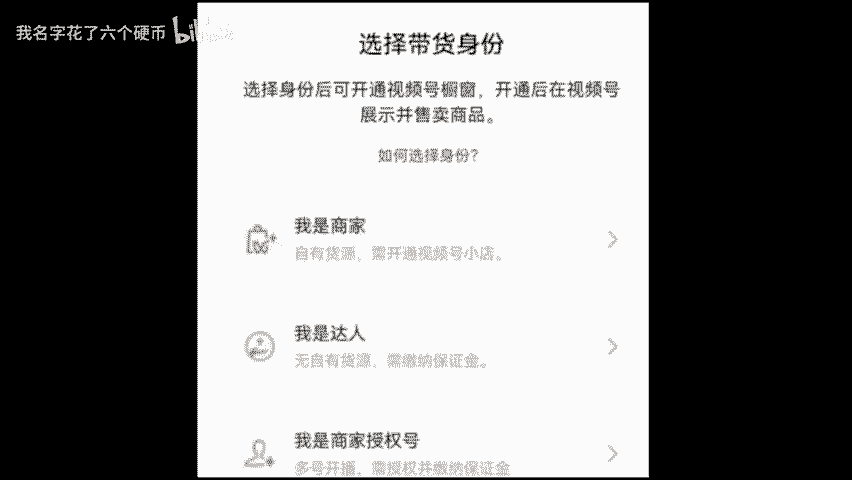 我名字花了六个硬币 bilibili
选择带货身份
选择身份后可开通视频号橱窗，开通后在视频号
展示并售卖商品。
如何选择身份？
我是商家
自有货源，需开通视频号小店。
我是达人
无自有货源，需缴纳保证金。
我是商家授权号
多号开播，需授权并缴纳保证金